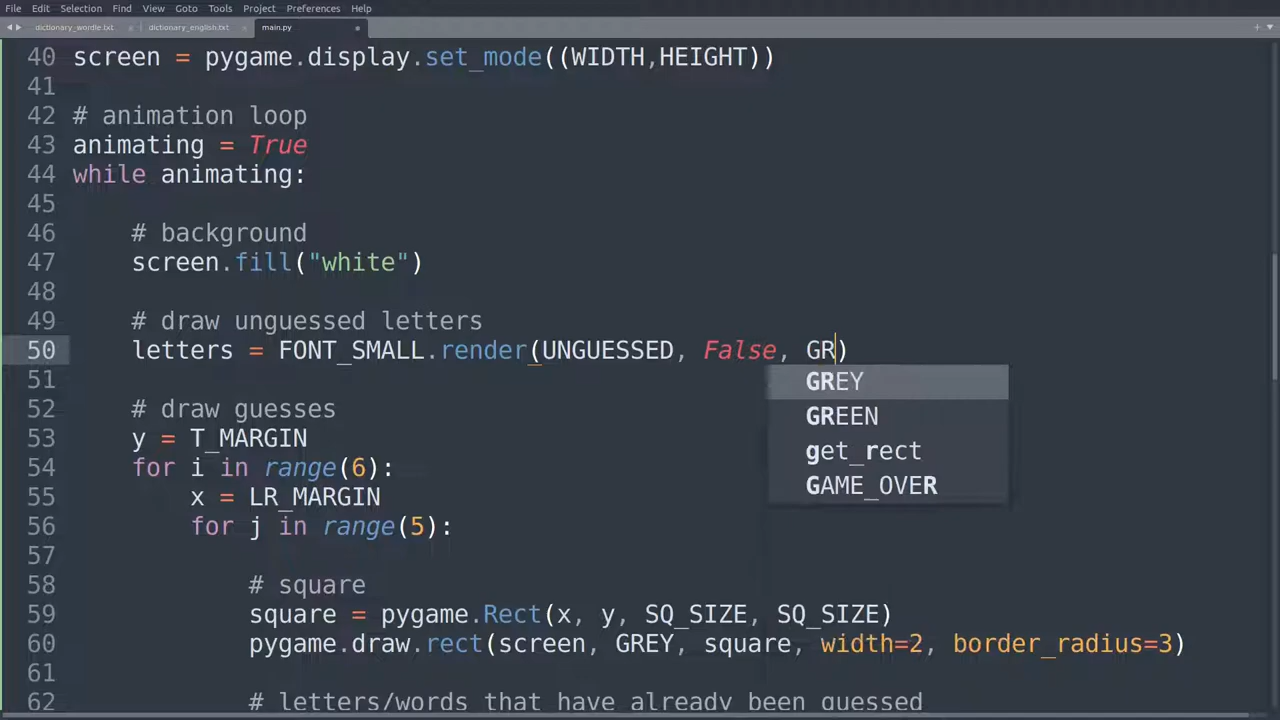 File Edit Selection Find View Goto Tools Project Preferences Help
dictionary_wordle.txt dictionary_english.txt main.py
40 screen = pygame.display.set_mode((WIDTH,HEIGHT))
41
42 # animation loop
43 animating = True
44 while animating:
45
46 # background
47 screen.fill("white")
48
49 # draw unguessed letters
50 letters = FONT_SMALL.render(UNGUESSED, False, GR)
51 GREY
52 # draw guesses
GREEN
53 y = T_MARGIN
get_rect
54 for i in range(6):
GAME_OVER
55 x = LR_MARGIN
56 for j in range(5):
57
58 # square
59 square = pygame.Rect(x, y, SQ_SIZE, SQ_SIZE)
60 pygame.draw.rect(screen, GREY, square, width=2, border_radius=3)
61
62 # letters/words that have already been guessed